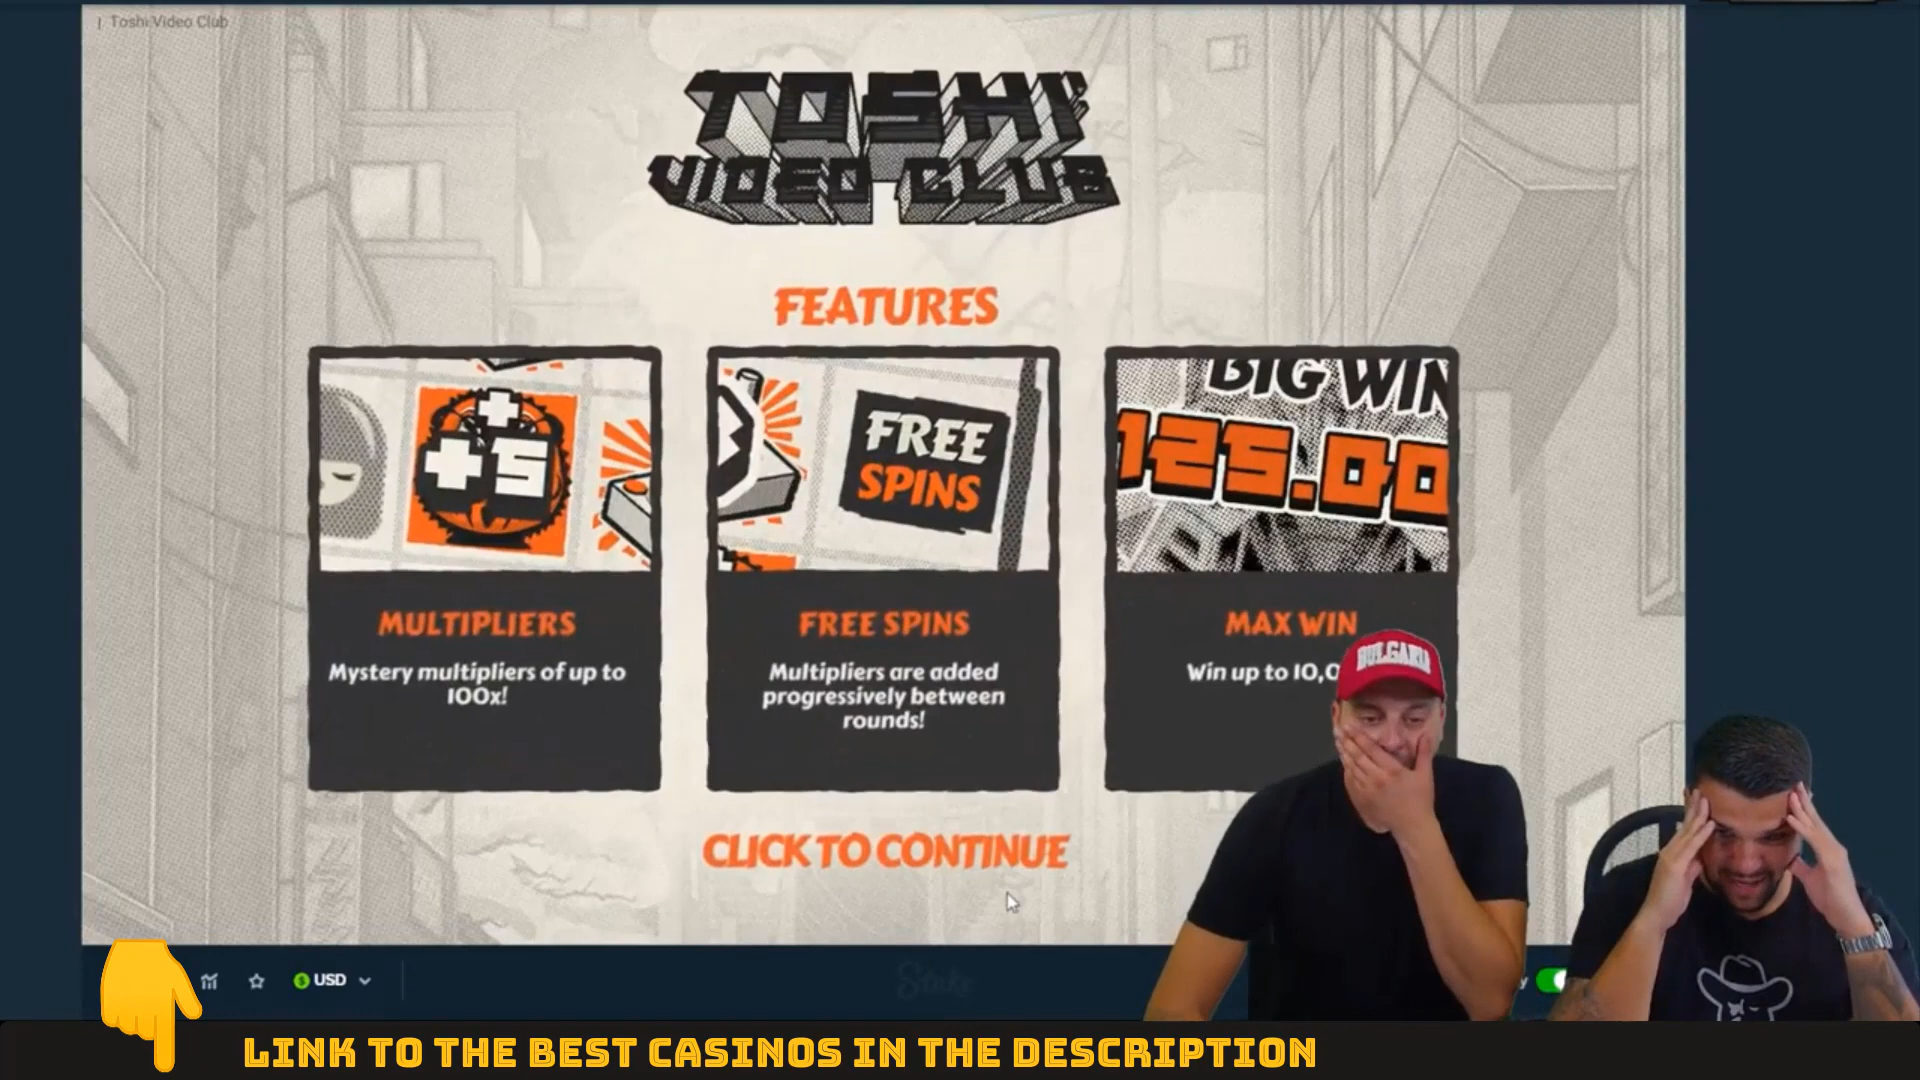 | Toshi Video Club
TOSHI
VIDEO CLUB
FEATURES
+
+5
FREE
SPINS
BIG WIN
125.00
MULTIPLIERS
Mystery multipliers of up to
100x!
FREE SPINS
Multipliers are added
progressively between
rounds!
MAX WIN
Win up to 10,0
BULGARIA
CLICK TO CONTINUE
USD
Stake
LINK TO THE BEST CASINOS IN THE DESCRIPTION